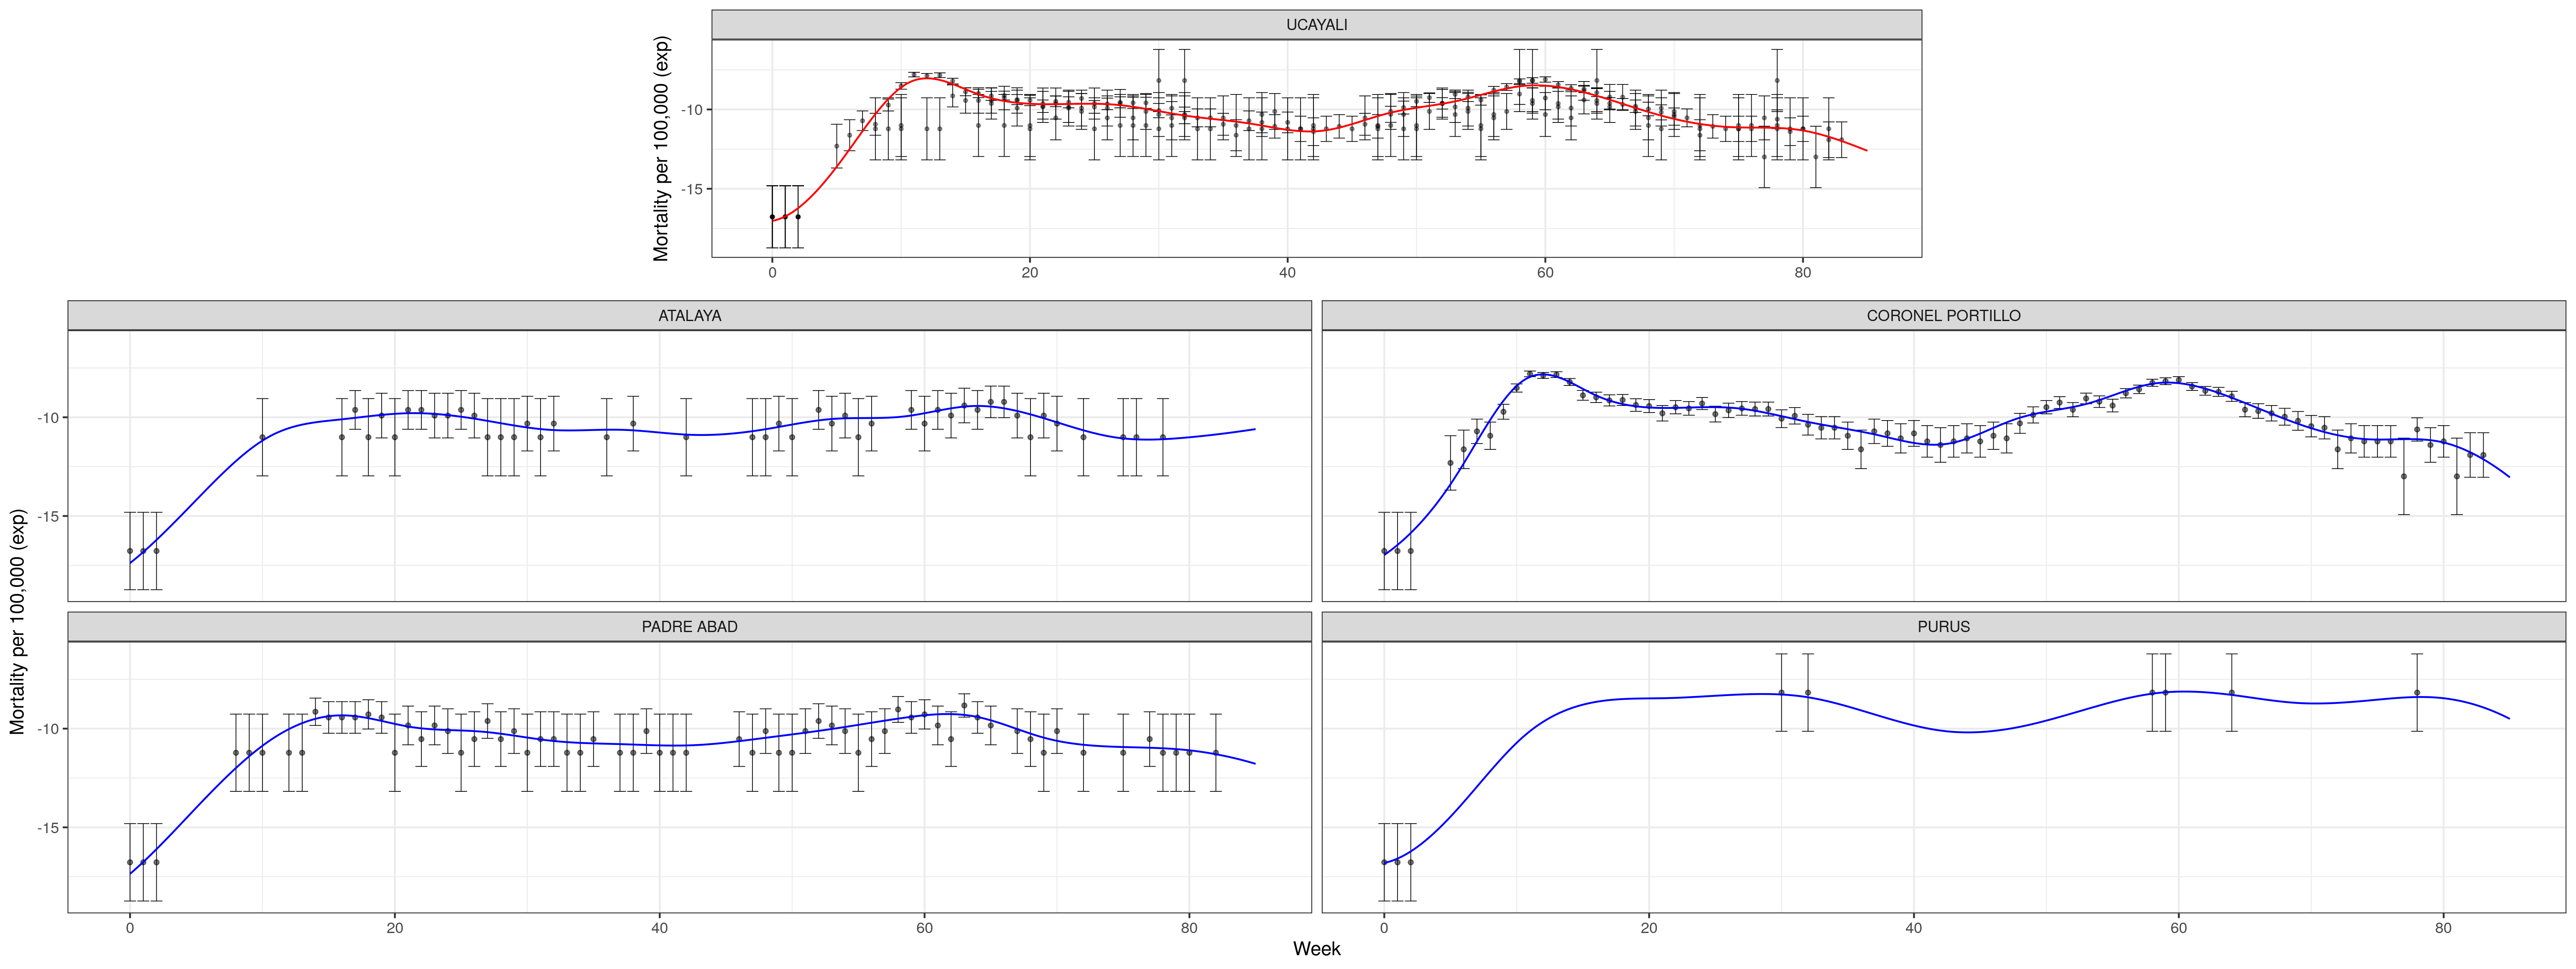 UCAYALI
Mortality per 100,000 (exp)
-10
-15
0 20 40 60 80
ATALAYA CORONEL PORTILLO
-10
-15
Mortality per 100,000 (exp)
PADRE ABAD PURUS
-10
-15
0 20 40 60 80 0 20 40 60 80
Week